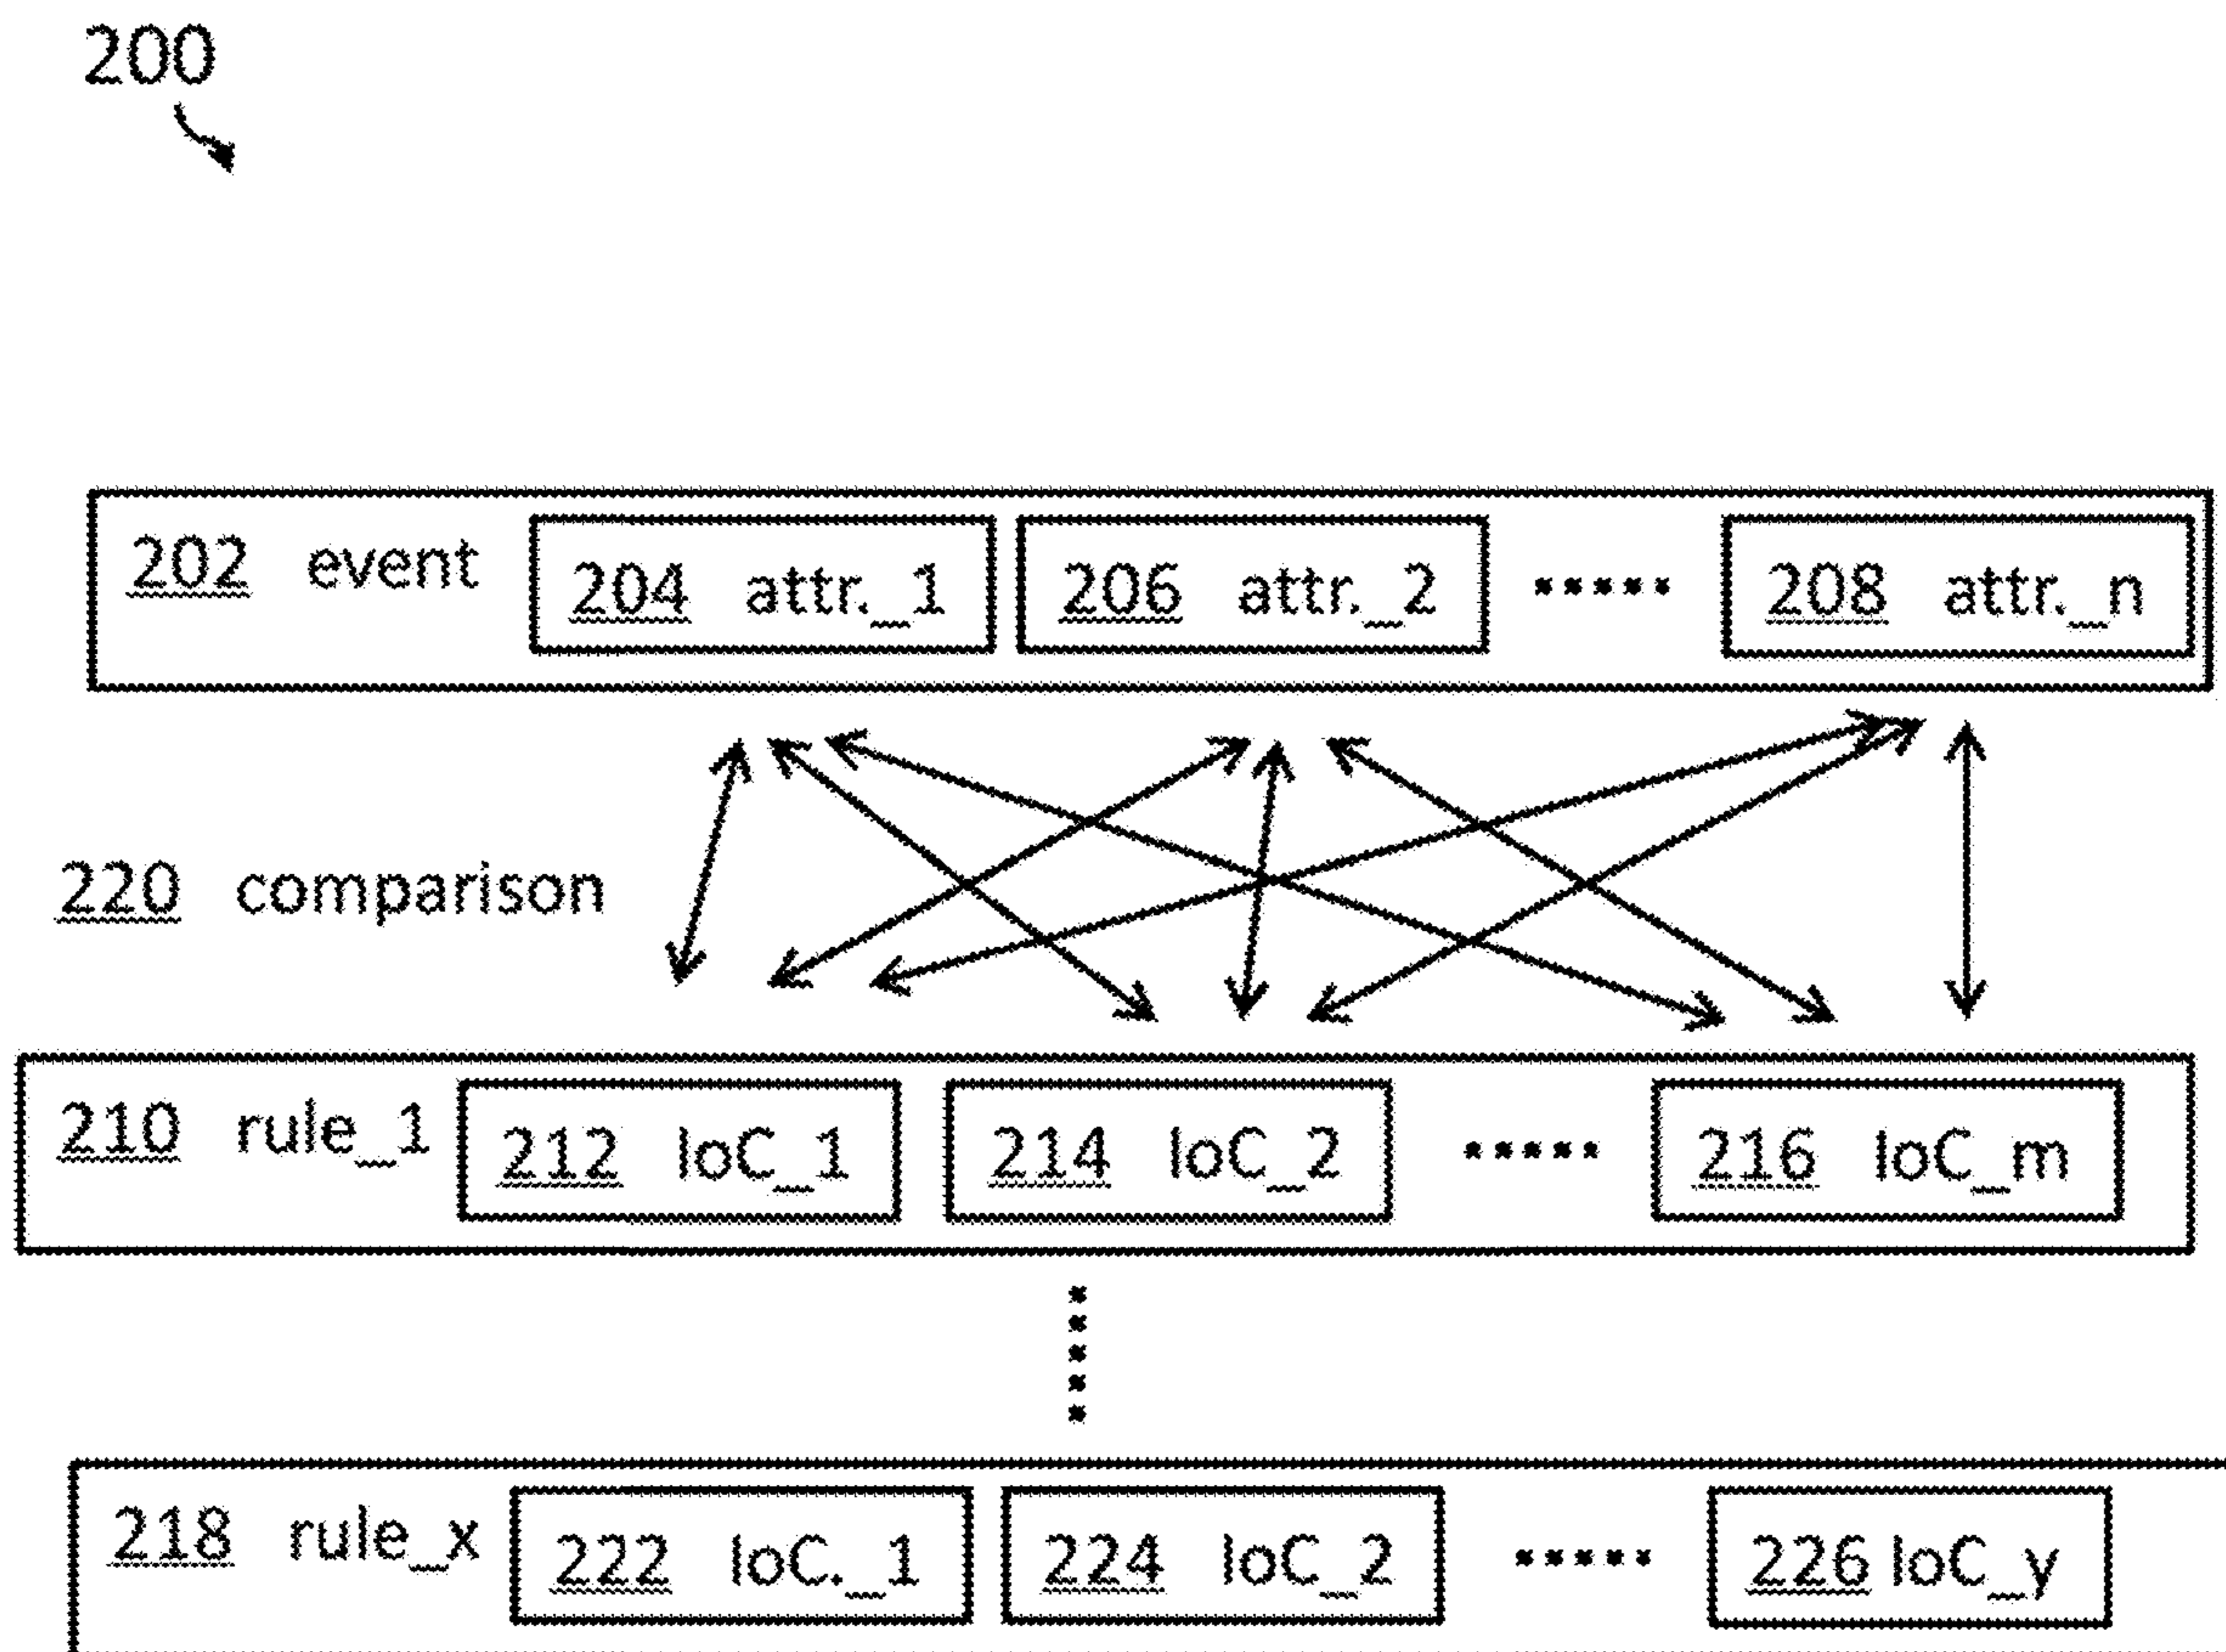 200
202 event 204 attr._1 206 attr._2 ..... 208 attr._n
220 comparison
210 rule_1 212 IoC_1 214 IoC_2 ..... 216 IoC_m
218 rule_x 222 IoC._1 224 IoC_2 ..... 226 IoC_y